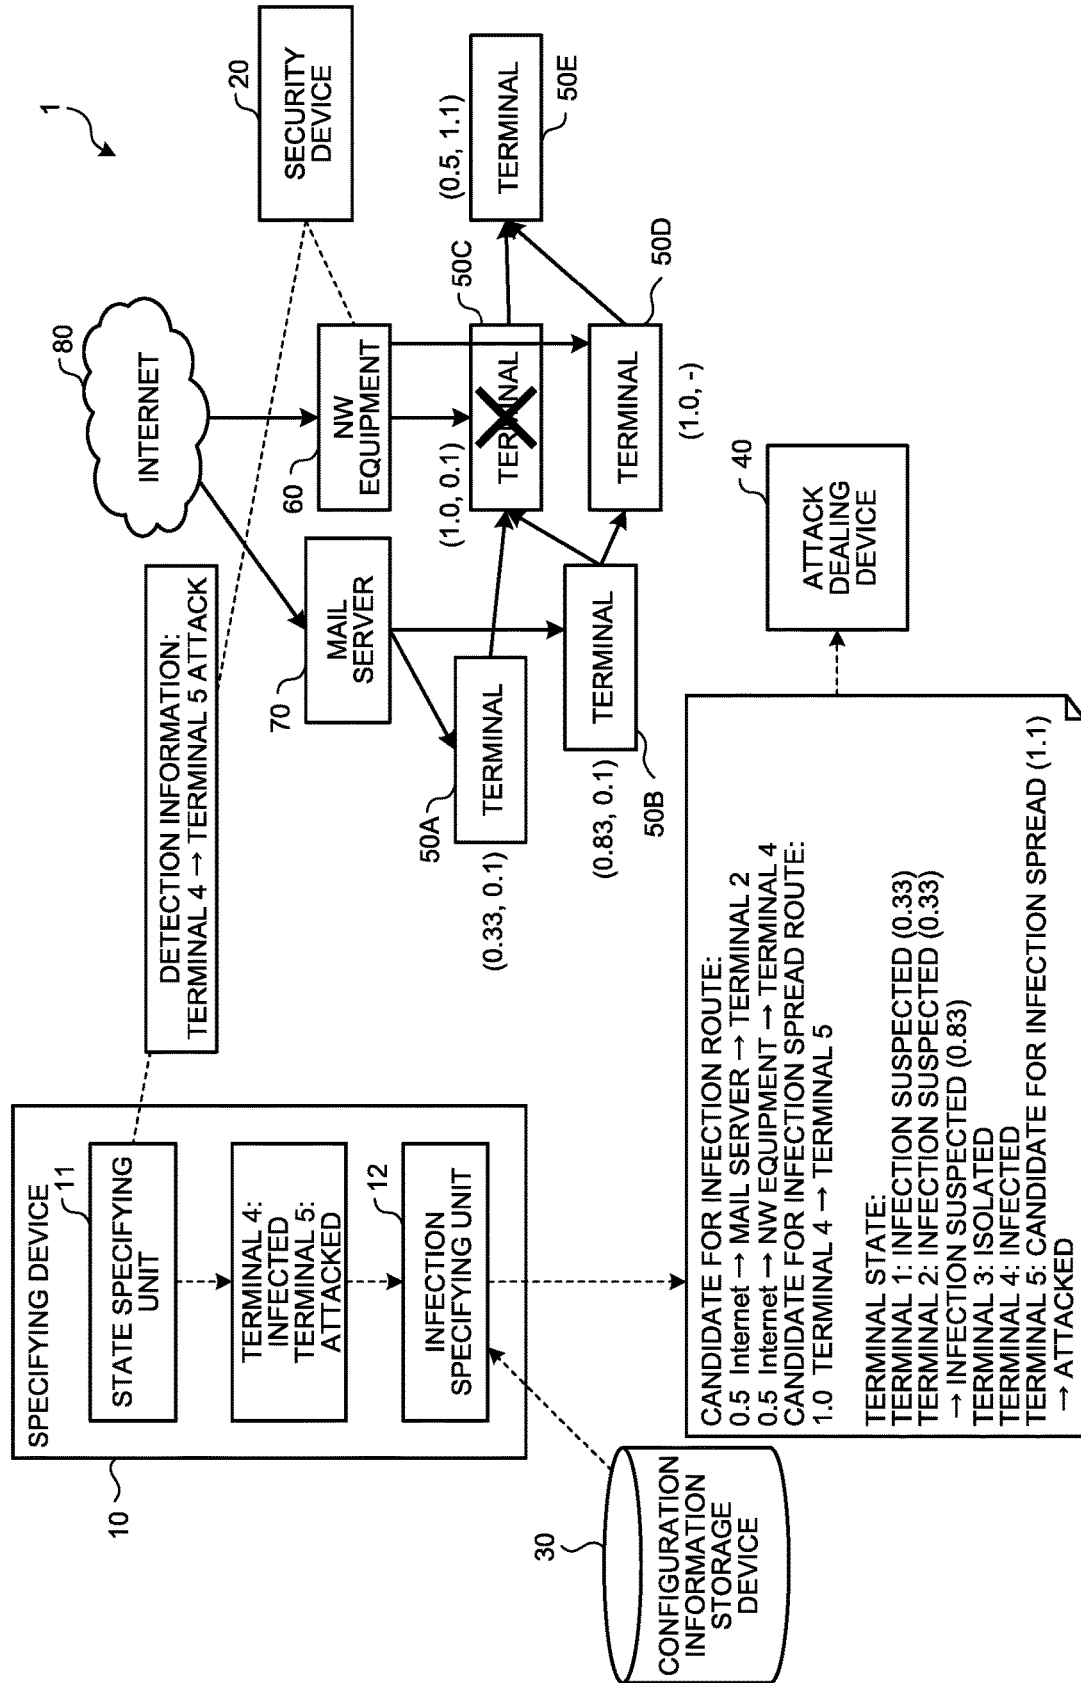 1
SPECIFYING DEVICE
10
11
STATE SPECIFYING
UNIT
TERMINAL 4:
INFECTED
TERMINAL 5:
ATTACKED
12
INFECTION
SPECIFYING UNIT
30
CONFIGURATION
INFORMATION
STORAGE
DEVICE
DETECTION INFORMATION:
TERMINAL 4 → TERMINAL 5 ATTACK
80
INTERNET
20
SECURITY
DEVICE
70
MAIL
SERVER
60
NW
EQUIPMENT
50A
TERMINAL
(0.33, 0.1)
TERMINAL
(0.83, 0.1)
50B
(1.0, 0.1)
50C
TERMINAL
TERMINAL
50D
(1.0, -)
(0.5, 1.1)
TERMINAL
50E
40
ATTACK
DEALING
DEVICE
CANDIDATE FOR INFECTION ROUTE:
0.5 Internet → MAIL SERVER → TERMINAL 2
0.5 Internet → NW EQUIPMENT → TERMINAL 4
CANDIDATE FOR INFECTION SPREAD ROUTE:
1.0 TERMINAL 4 → TERMINAL 5
TERMINAL STATE:
TERMINAL 1: INFECTION SUSPECTED (0.33)
TERMINAL 2: INFECTION SUSPECTED (0.33)
→ INFECTION SUSPECTED (0.83)
TERMINAL 3: ISOLATED
TERMINAL 4: INFECTED
TERMINAL 5: CANDIDATE FOR INFECTION SPREAD (1.1)
→ ATTACKED